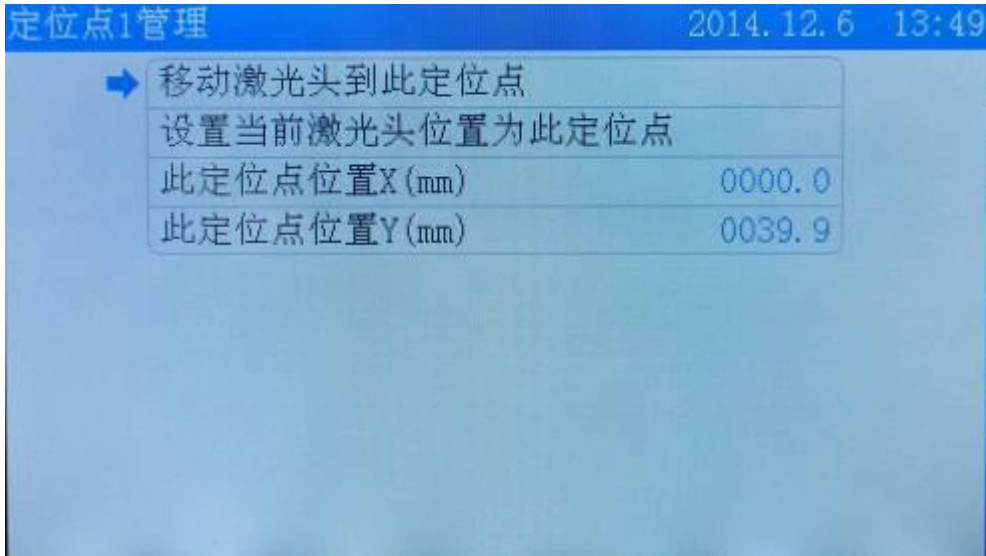 定位点1管理 2014.12.6 13:49
移动激光头到此定位点
设置当前激光头位置为此定位点
此定位点位置X(mm) 0000.0
此定位点位置Y(mm) 0039.9